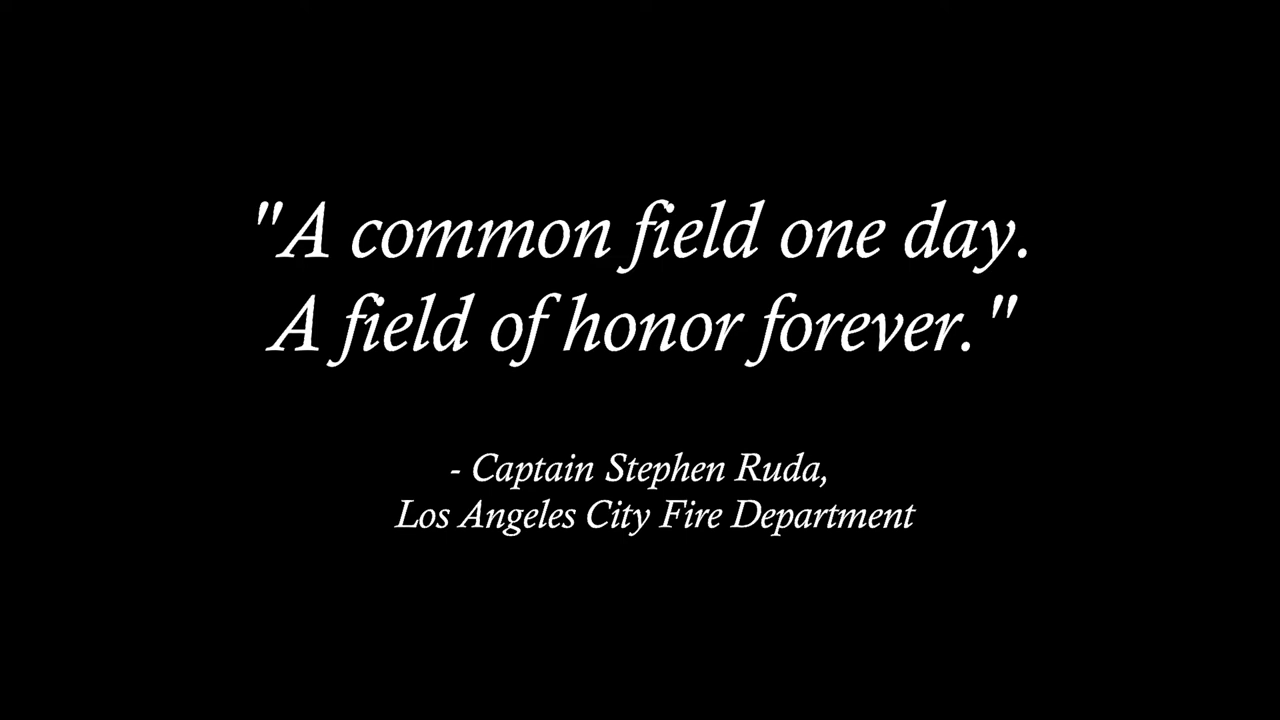 "A common field one day.
A field of honor forever."
- Captain Stephen Ruda,
Los Angeles City Fire Department